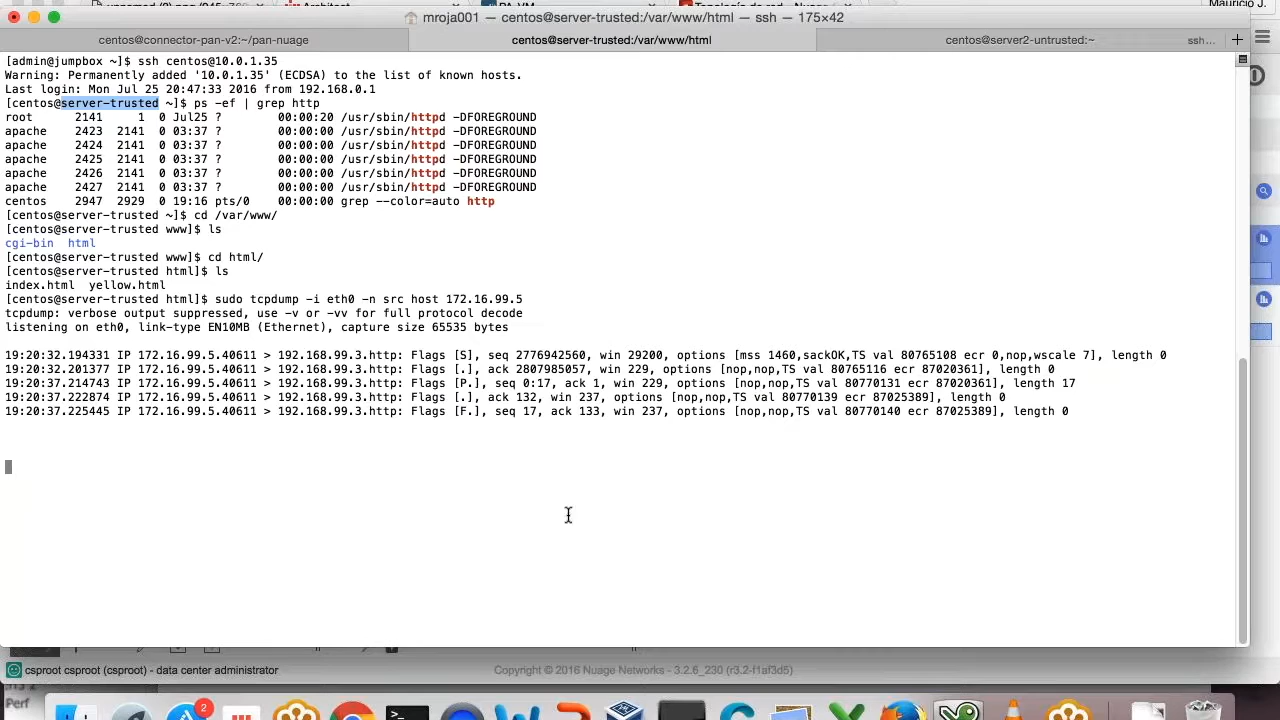 Mauricio J.
mroja001 — centos@server-trusted:/var/www/html — ssh — 175×42
centos@connector-pan-v2:~/pan-nuage
centos@server-trusted:/var/www/html
centos@server2-untrusted:~
ssh...
[admin@jumpbox ~]$ ssh centos@10.0.1.35
Warning: Permanently added '10.0.1.35' (ECDSA) to the list of known hosts.
Last login: Mon Jul 25 20:47:33 2016 from 192.168.0.1
[centos@server-trusted ~]$ ps -ef | grep http
root 2141 1 0 Jul25 ? 00:00:20 /usr/sbin/httpd -DFOREGROUND
apache 2423 2141 0 03:37 ? 00:00:00 /usr/sbin/httpd -DFOREGROUND
apache 2424 2141 0 03:37 ? 00:00:00 /usr/sbin/httpd -DFOREGROUND
apache 2425 2141 0 03:37 ? 00:00:00 /usr/sbin/httpd -DFOREGROUND
apache 2426 2141 0 03:37 ? 00:00:00 /usr/sbin/httpd -DFOREGROUND
apache 2427 2141 0 03:37 ? 00:00:00 /usr/sbin/httpd -DFOREGROUND
centos 2947 2929 0 19:16 pts/0 00:00:00 grep --color=auto http
[centos@server-trusted ~]$ cd /var/www/
[centos@server-trusted www]$ ls
cgi-bin html
[centos@server-trusted www]$ cd html/
[centos@server-trusted html]$ ls
index.html yellow.html
[centos@server-trusted html]$ sudo tcpdump -i eth0 -n src host 172.16.99.5
tcpdump: verbose output suppressed, use -v or -vv for full protocol decode
listening on eth0, link-type EN10MB (Ethernet), capture size 65535 bytes
19:20:32.194331 IP 172.16.99.5.40611 > 192.168.99.3.http: Flags [S], seq 2776942560, win 29200, options [mss 1460,sackOK,TS val 80765108 ecr 0,nop,wscale 7], length 0
19:20:32.201377 IP 172.16.99.5.40611 > 192.168.99.3.http: Flags [.], ack 2807985057, win 229, options [nop,nop,TS val 80765116 ecr 87020361], length 0
19:20:37.214743 IP 172.16.99.5.40611 > 192.168.99.3.http: Flags [P.], seq 0:17, ack 1, win 229, options [nop,nop,TS val 80770131 ecr 87020361], length 17
19:20:37.222874 IP 172.16.99.5.40611 > 192.168.99.3.http: Flags [.], ack 132, win 237, options [nop,nop,TS val 80770139 ecr 87025389], length 0
19:20:37.225445 IP 172.16.99.5.40611 > 192.168.99.3.http: Flags [F.], seq 17, ack 133, win 237, options [nop,nop,TS val 80770140 ecr 87025389], length 0
csproot csproot (csproot) - data center administrator
Copyright © 2016 Nuage Networks - 3.2.6_230 (r3.2-f1af3d5)
Perf
2